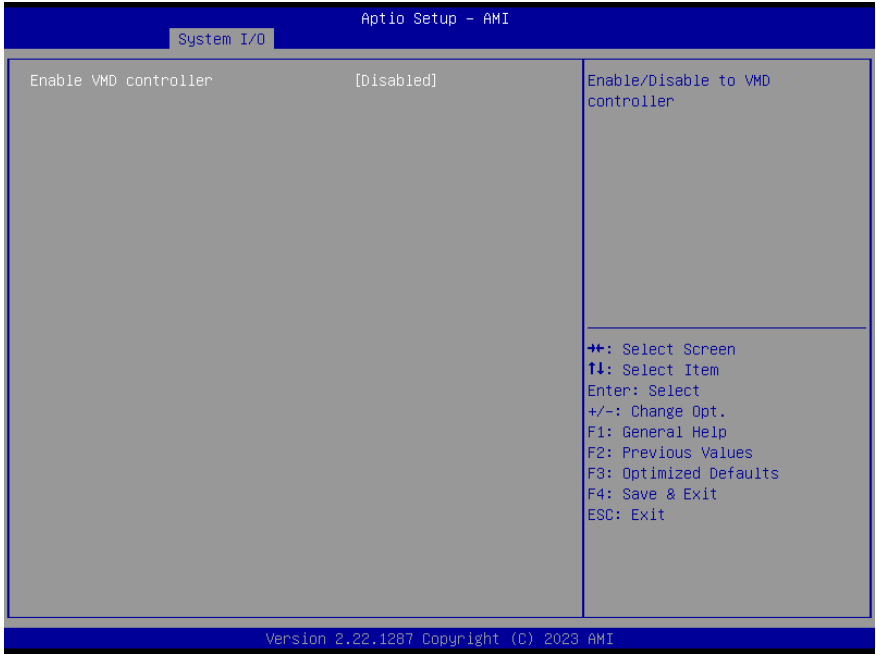 Aptio Setup – AMI
System I/O
Enable VMD controller [Disabled]
Enable/Disable to VMD
controller
→←: Select Screen
↑↓: Select Item
Enter: Select
+/-: Change Opt.
F1: General Help
F2: Previous Values
F3: Optimized Defaults
F4: Save & Exit
ESC: Exit
Version 2.22.1287 Copyright (C) 2023 AMI